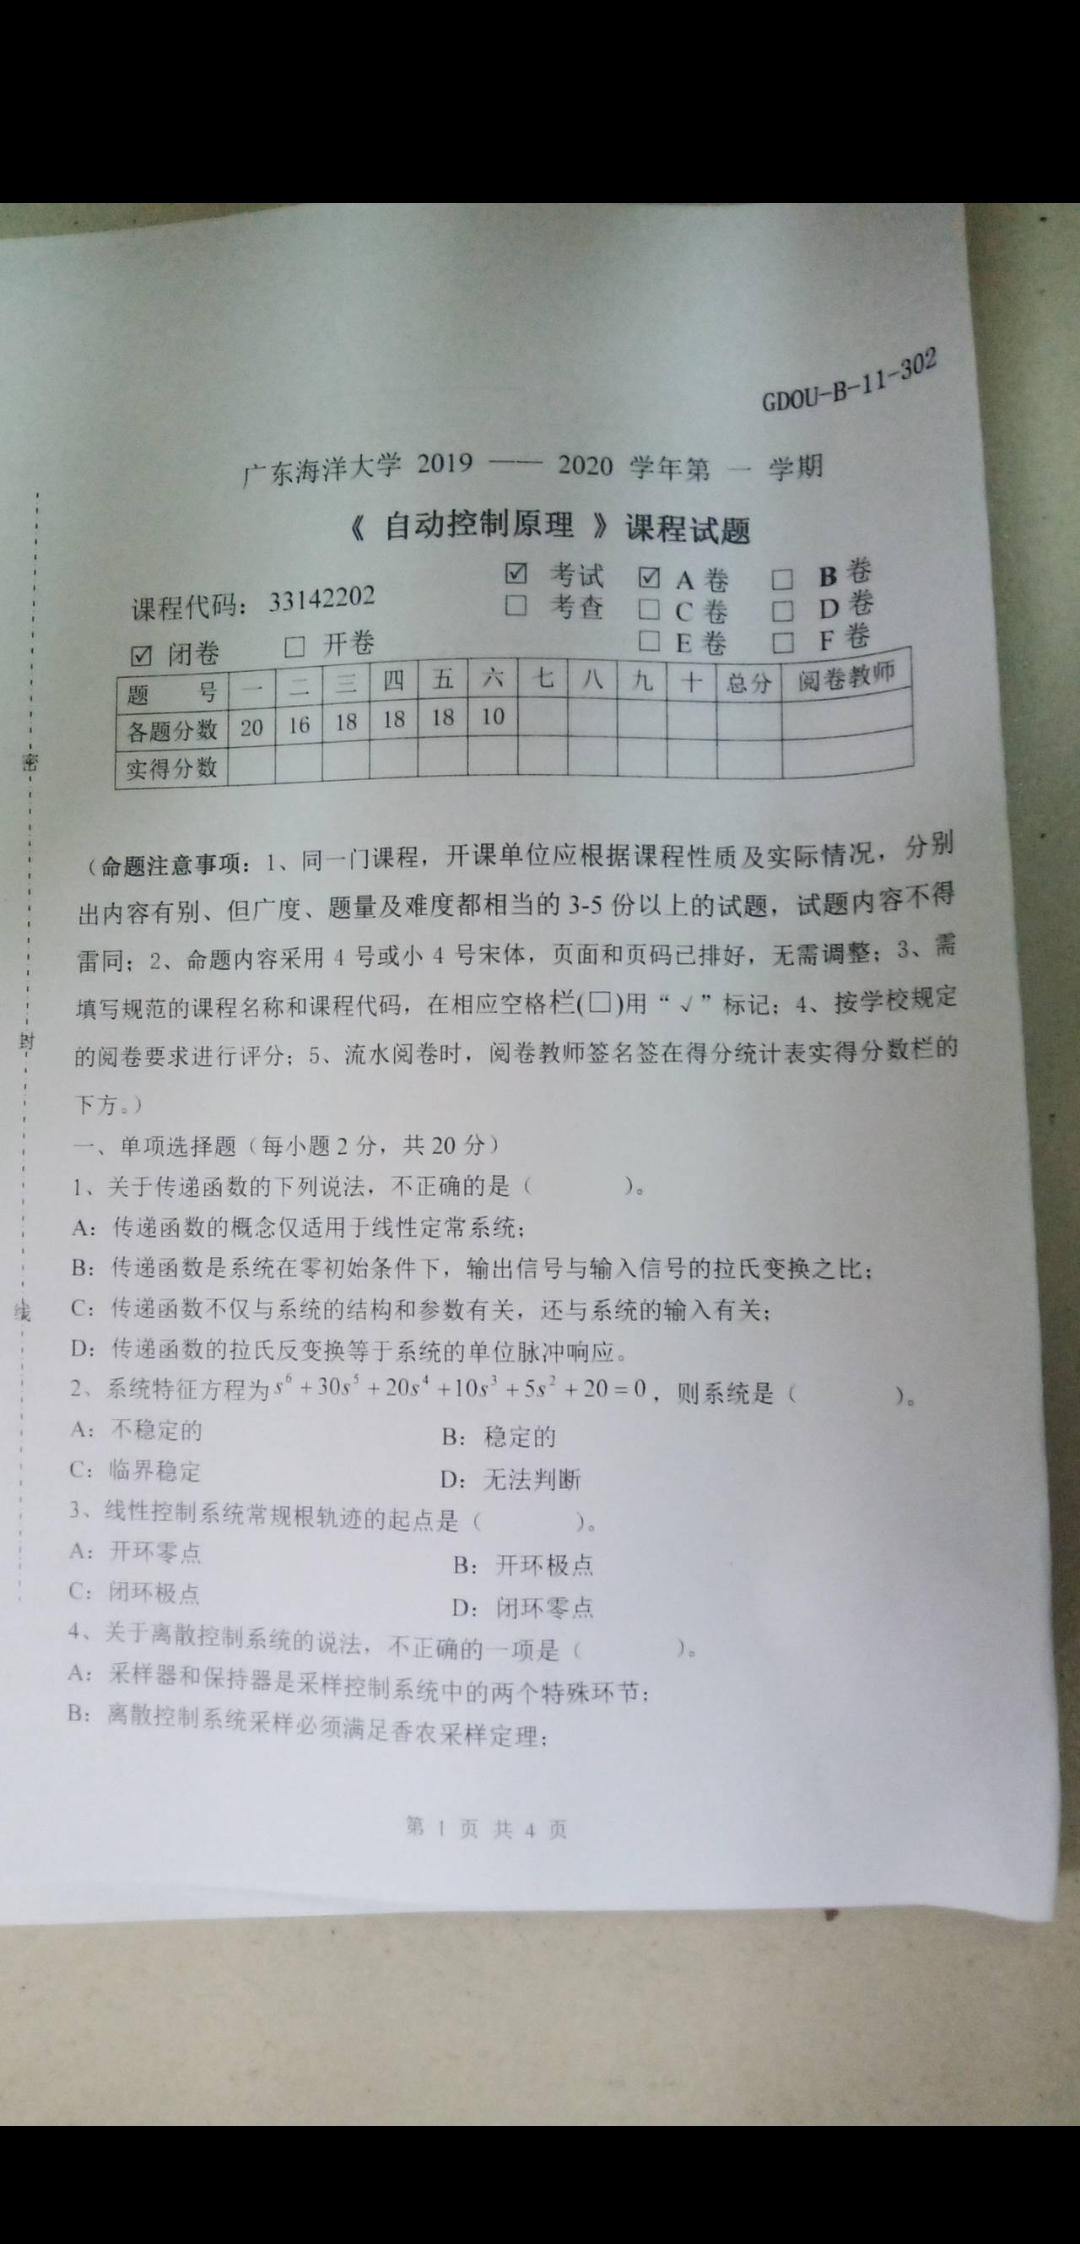 GDOU-B-11-302
广东海洋大学 2019 —— 2020 学年第 一 学期
《 自动控制原理 》课程试题
课程代码: 33142202
☑ 考试 ☑ A 卷 □ B 卷
□ 考查 □ C 卷 □ D 卷
☑ 闭卷 □ 开卷 □ E 卷 □ F 卷
题 号 一 二 三 四 五 六 七 八 九 十 总分 阅卷教师
各题分数 20 16 18 18 18 10
实得分数
密
封
线
（命题注意事项：1、同一门课程，开课单位应根据课程性质及实际情况，分别
出内容有别、但广度、题量及难度都相当的 3-5 份以上的试题，试题内容不得
雷同；2、命题内容采用 4 号或小 4 号宋体，页面和页码已排好，无需调整；3、需
填写规范的课程名称和课程代码，在相应空格栏(□)用“ √ ”标记；4、按学校规定
的阅卷要求进行评分；5、流水阅卷时，阅卷教师签名签在得分统计表实得分数栏的
下方。）
一、单项选择题（每小题 2 分，共 20 分）
1、关于传递函数的下列说法，不正确的是（ ）。
A：传递函数的概念仅适用于线性定常系统；
B：传递函数是系统在零初始条件下，输出信号与输入信号的拉氏变换之比；
C：传递函数不仅与系统的结构和参数有关，还与系统的输入有关；
D：传递函数的拉氏反变换等于系统的单位脉冲响应。
2、系统特征方程为 s⁶ + 30s⁵ + 20s⁴ + 10s³ + 5s² + 20 = 0，则系统是（ ）。
A：不稳定的 B：稳定的
C：临界稳定 D：无法判断
3、线性控制系统常规根轨迹的起点是（ ）。
A：开环零点 B：开环极点
C：闭环极点 D：闭环零点
4、关于离散控制系统的说法，不正确的一项是（ ）。
A：采样器和保持器是采样控制系统中的两个特殊环节；
B：离散控制系统采样必须满足香农采样定理；
第 1 页 共 4 页